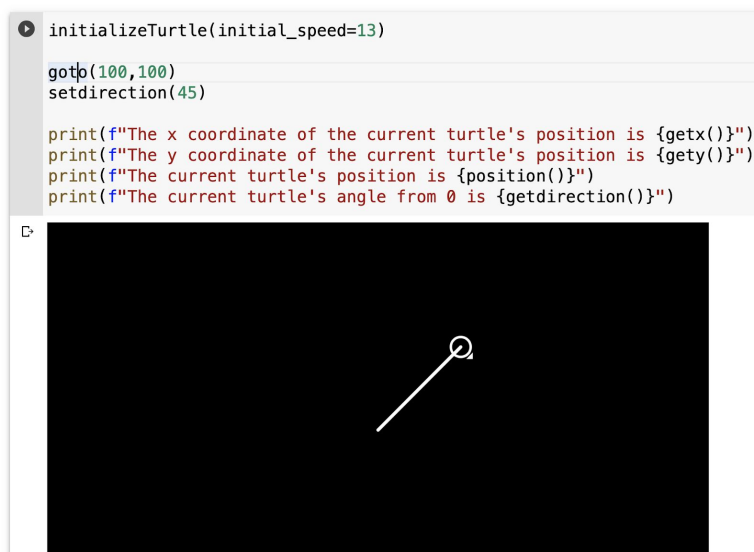 initializeTurtle(initial_speed=13)
goto(100,100)
setdirection(45)
print(f"The x coordinate of the current turtle's position is {getx()}")
print(f"The y coordinate of the current turtle's position is {gety()}")
print(f"The current turtle's position is {position()}")
print(f"The current turtle's angle from 0 is {getdirection()}")